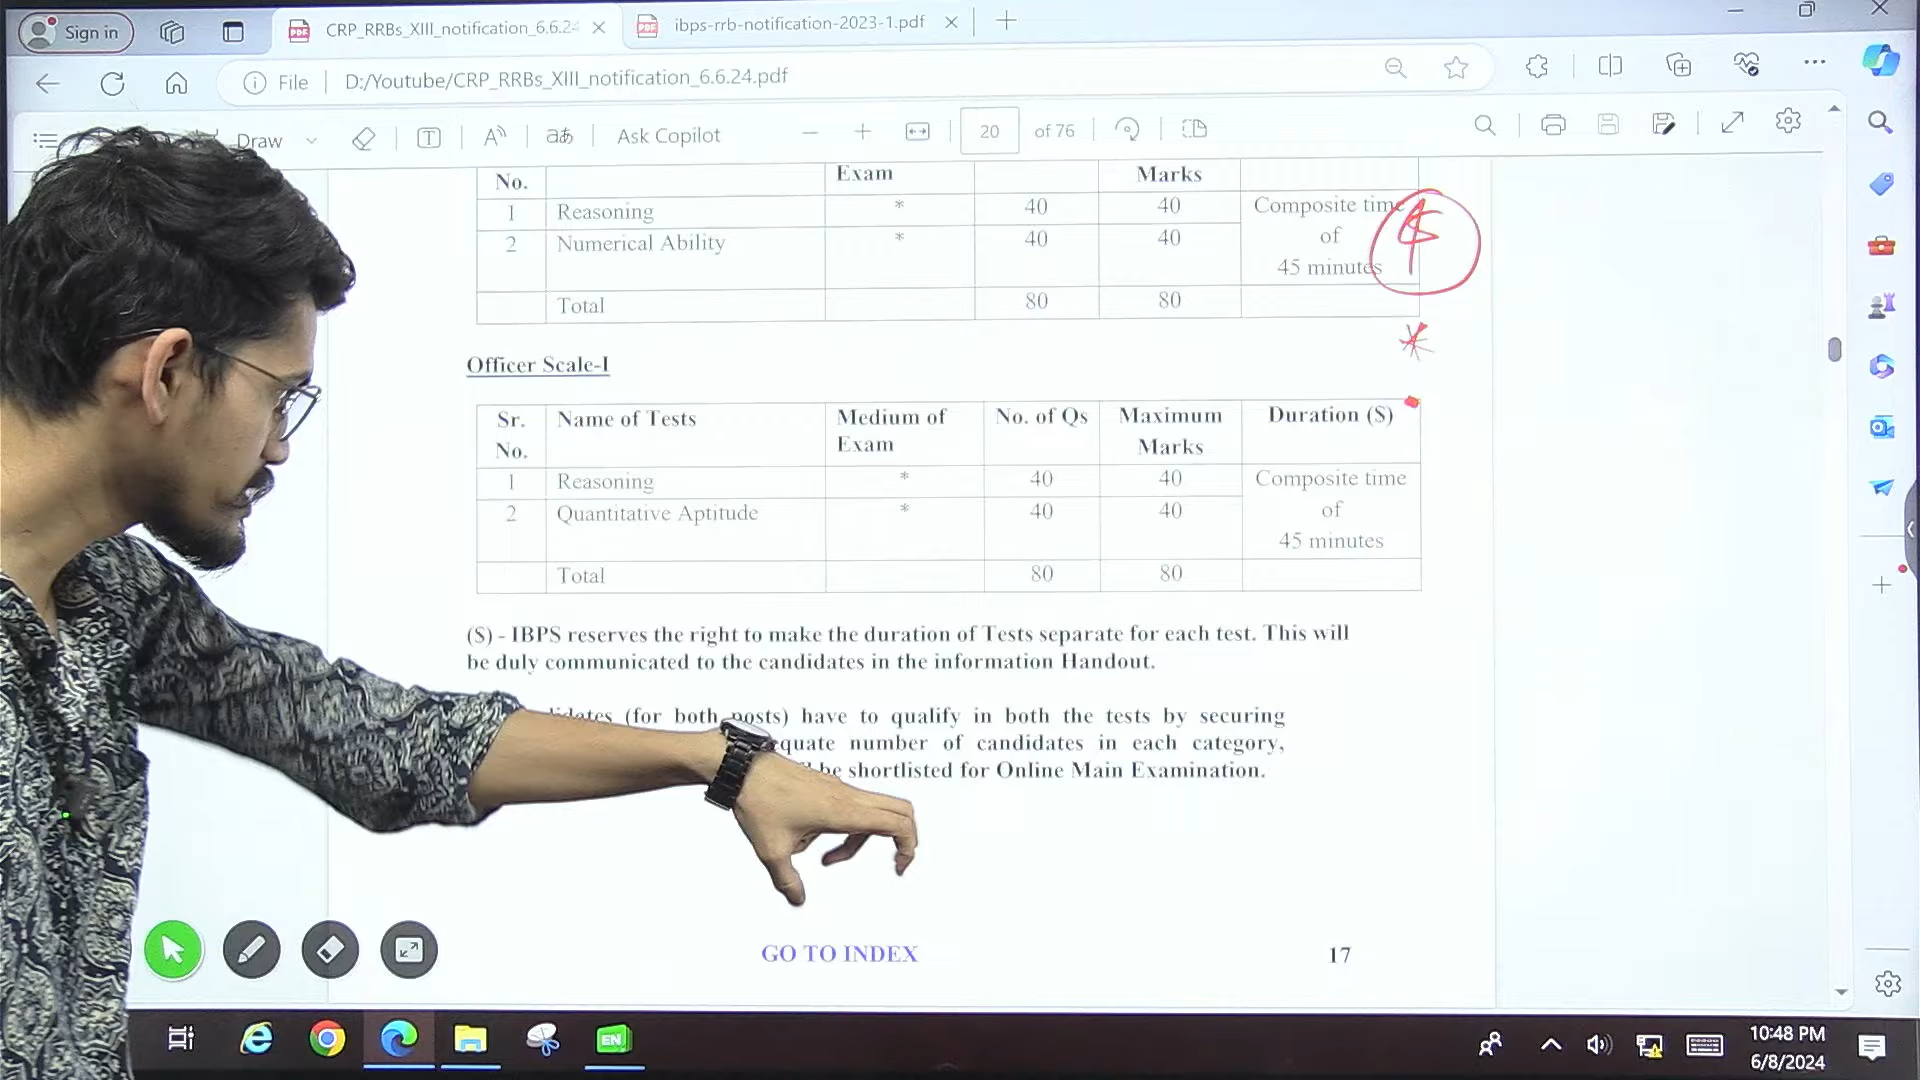 Sign in
CRP_RRBs_XIII_notification_6.6.24
ibps-rrb-notification-2023-1.pdf
File
D:/Youtube/CRP_RRBs_XIII_notification_6.6.24.pdf
Draw
Ask Copilot
20
of 76
No. Exam Marks
1 Reasoning * 40 40 Composite time
2 Numerical Ability * 40 40 of
45 minutes
$
Total 80 80
*
Officer Scale-I
Sr. Name of Tests Medium of No. of Qs Maximum Duration ($)
No. Exam Marks
1 Reasoning * 40 40 Composite time
2 Quantitative Aptitude * 40 40 of
45 minutes
Total 80 80
($) - IBPS reserves the right to make the duration of Tests separate for each test. This will
be duly communicated to the candidates in the information Handout.
(for both posts) have to qualify in both the tests by securing
number of candidates in each category,
be shortlisted for Online Main Examination.
GO TO INDEX
17
EN
10:48 PM
6/8/2024